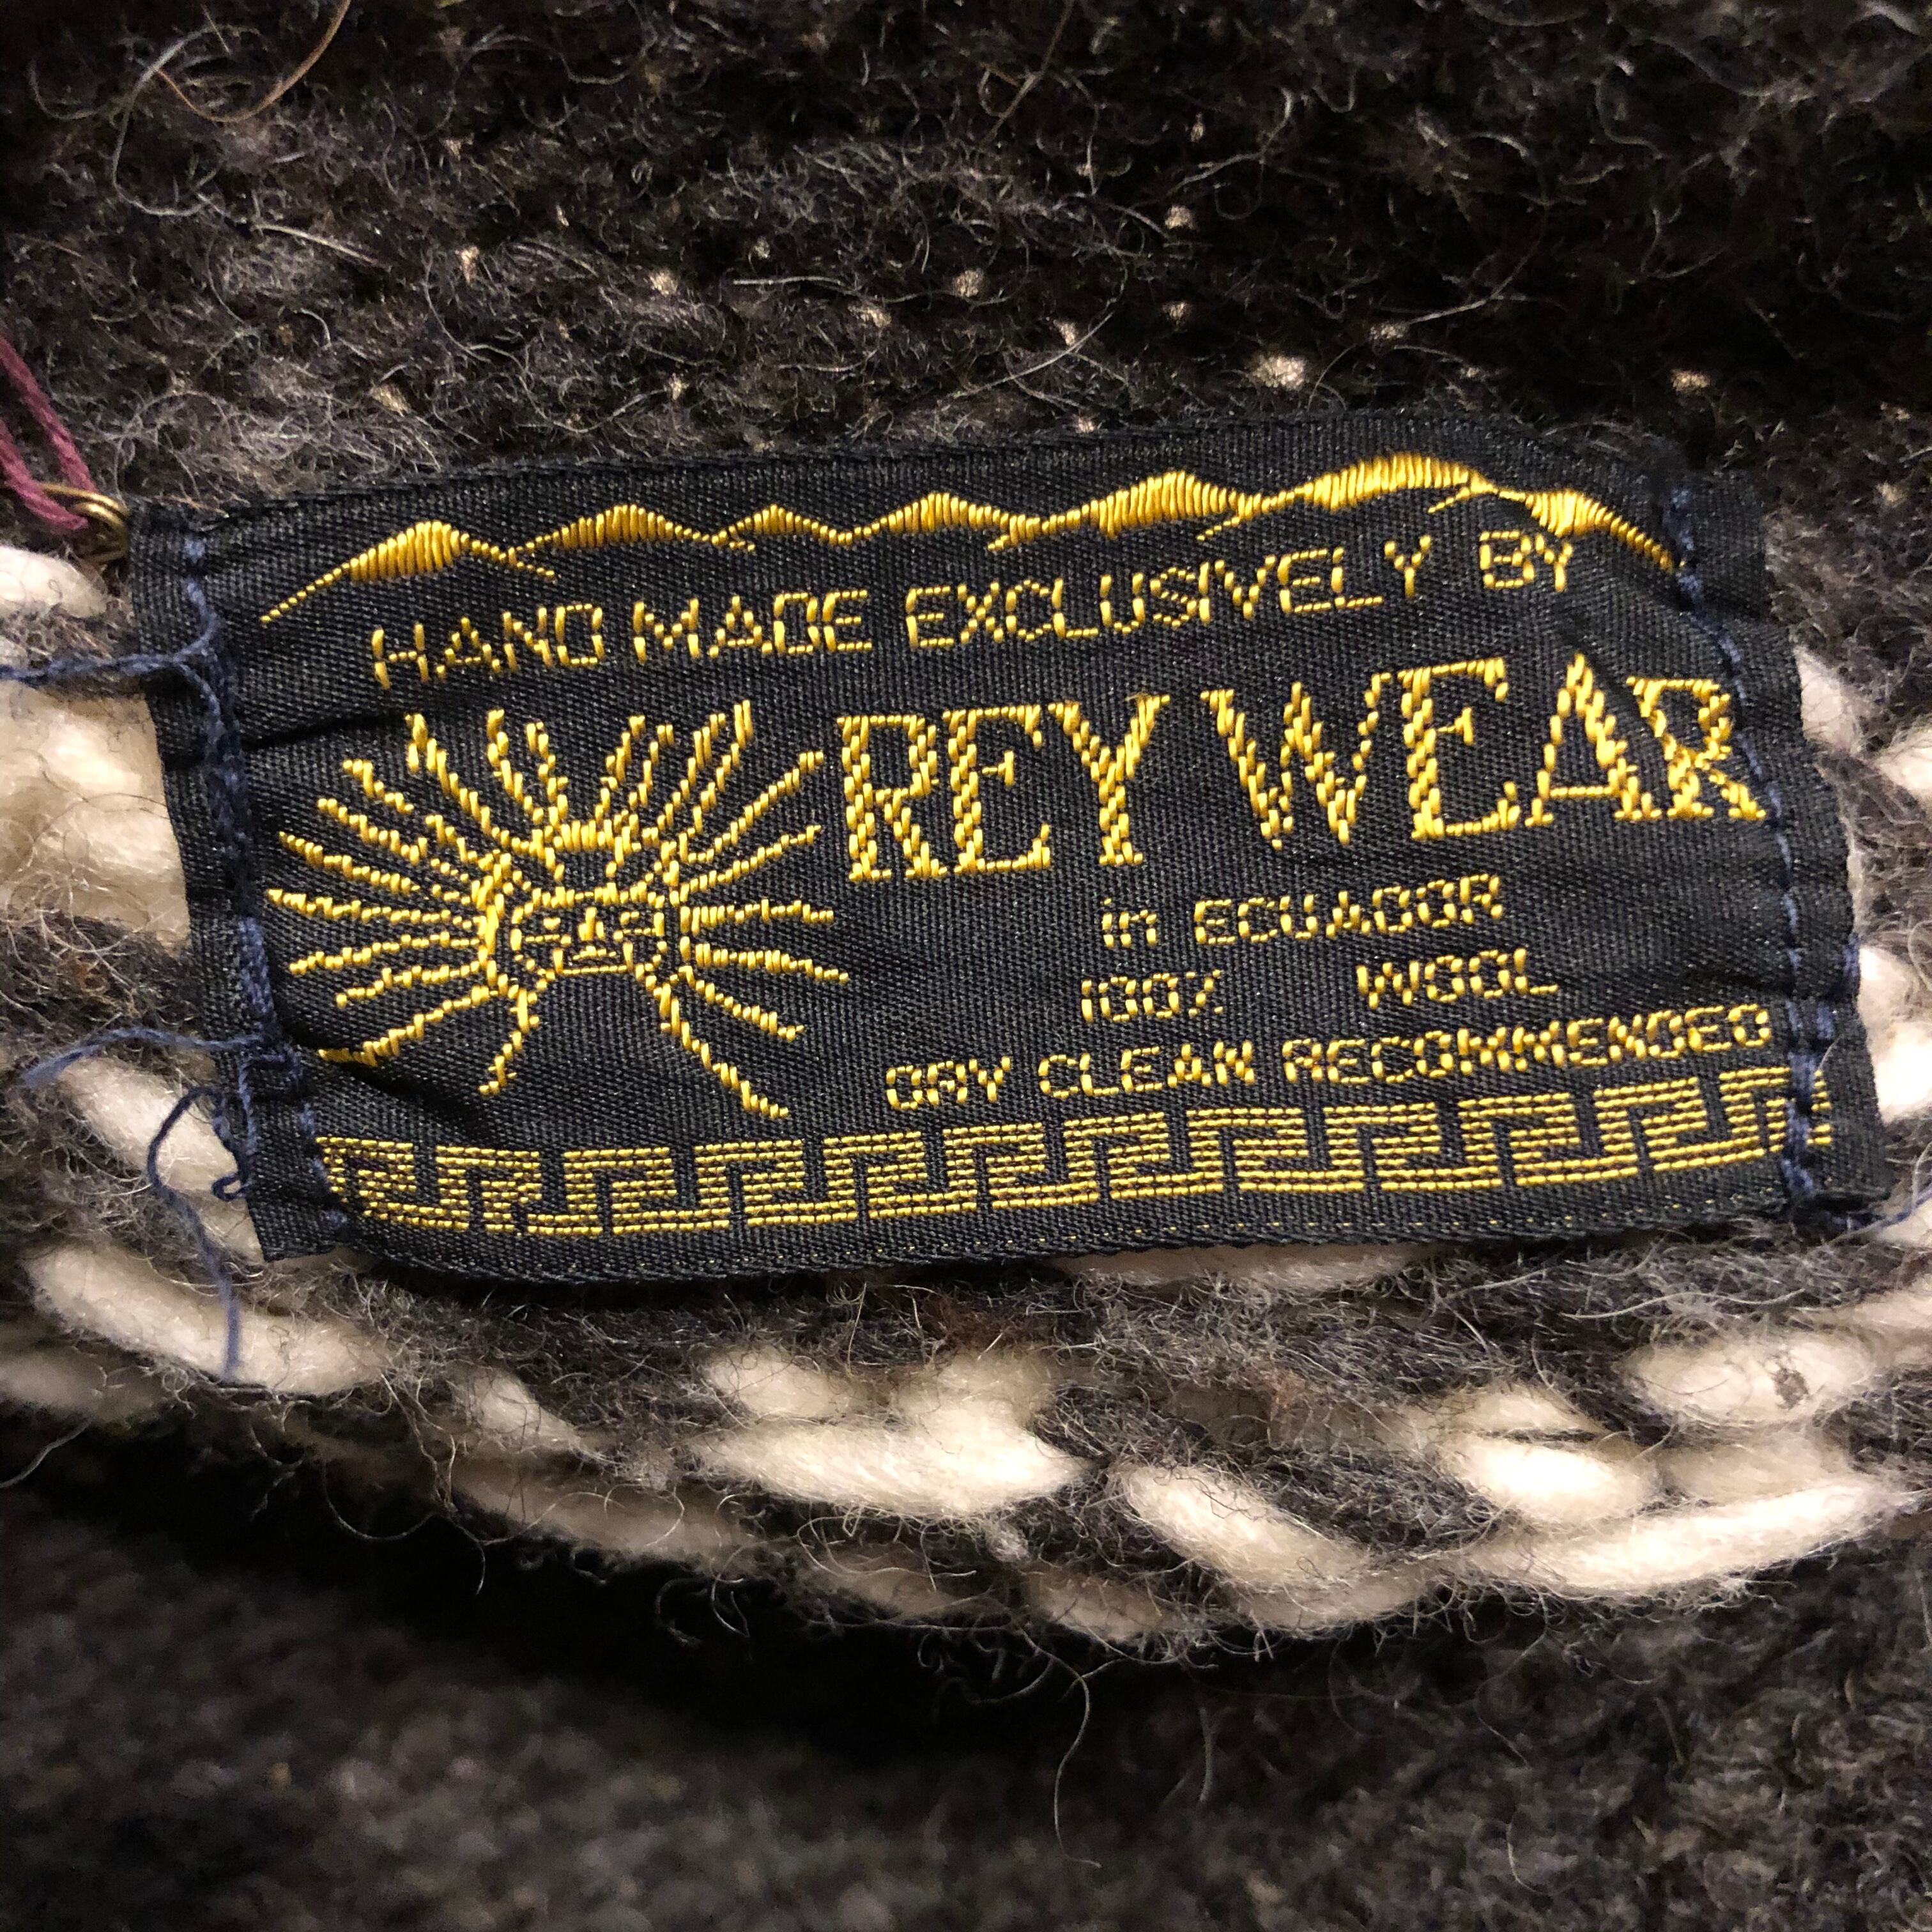 HAND MADE EXCLUSIVELY BY
REY WEAR
in ECUADOR
100% WOOL
DRY CLEAN RECOMMENDED